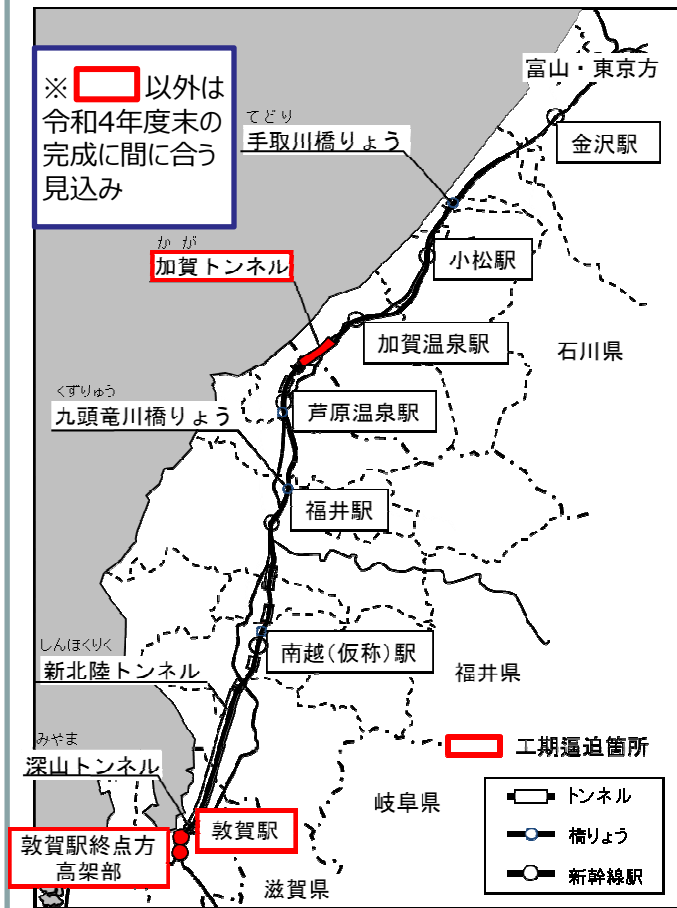 ※ 以外は
令和4年度末の
完成に間に合う
見込み
富山・東京方
金沢駅
てどり
手取川橋りょう
小松駅
かが
加賀トンネル
加賀温泉駅
石川県
くずりゅう
九頭竜川橋りょう
芦原温泉駅
福井駅
しんほくりく
新北陸トンネル
南越(仮称)駅
福井県
みやま
深山トンネル
工期逼迫箇所
岐阜県
敦賀駅
敦賀駅終点方
高架部
滋賀県
トンネル
橋りょう
新幹線駅